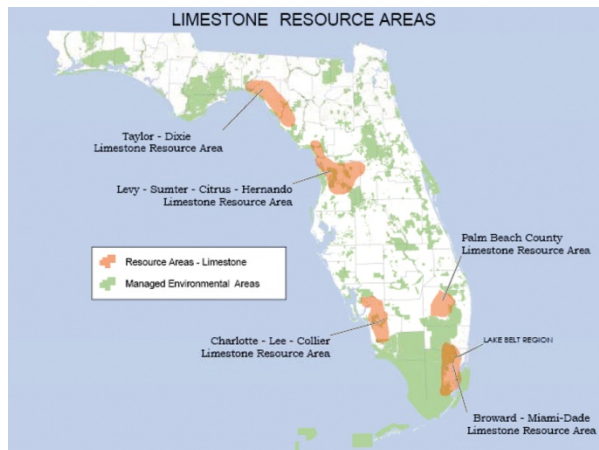 LIMESTONE RESOURCE AREAS
Taylor - Dixie
Limestone Resource Area
Levy - Sumter - Citrus - Hernando
Limestone Resource Area
Palm Beach County
Limestone Resource Area
Resource Areas - Limestone
Managed Environmental Areas
Charlotte - Lee - Collier
Limestone Resource Area
LAKE BELT REGION
Broward - Miami-Dade
Limestone Resource Area